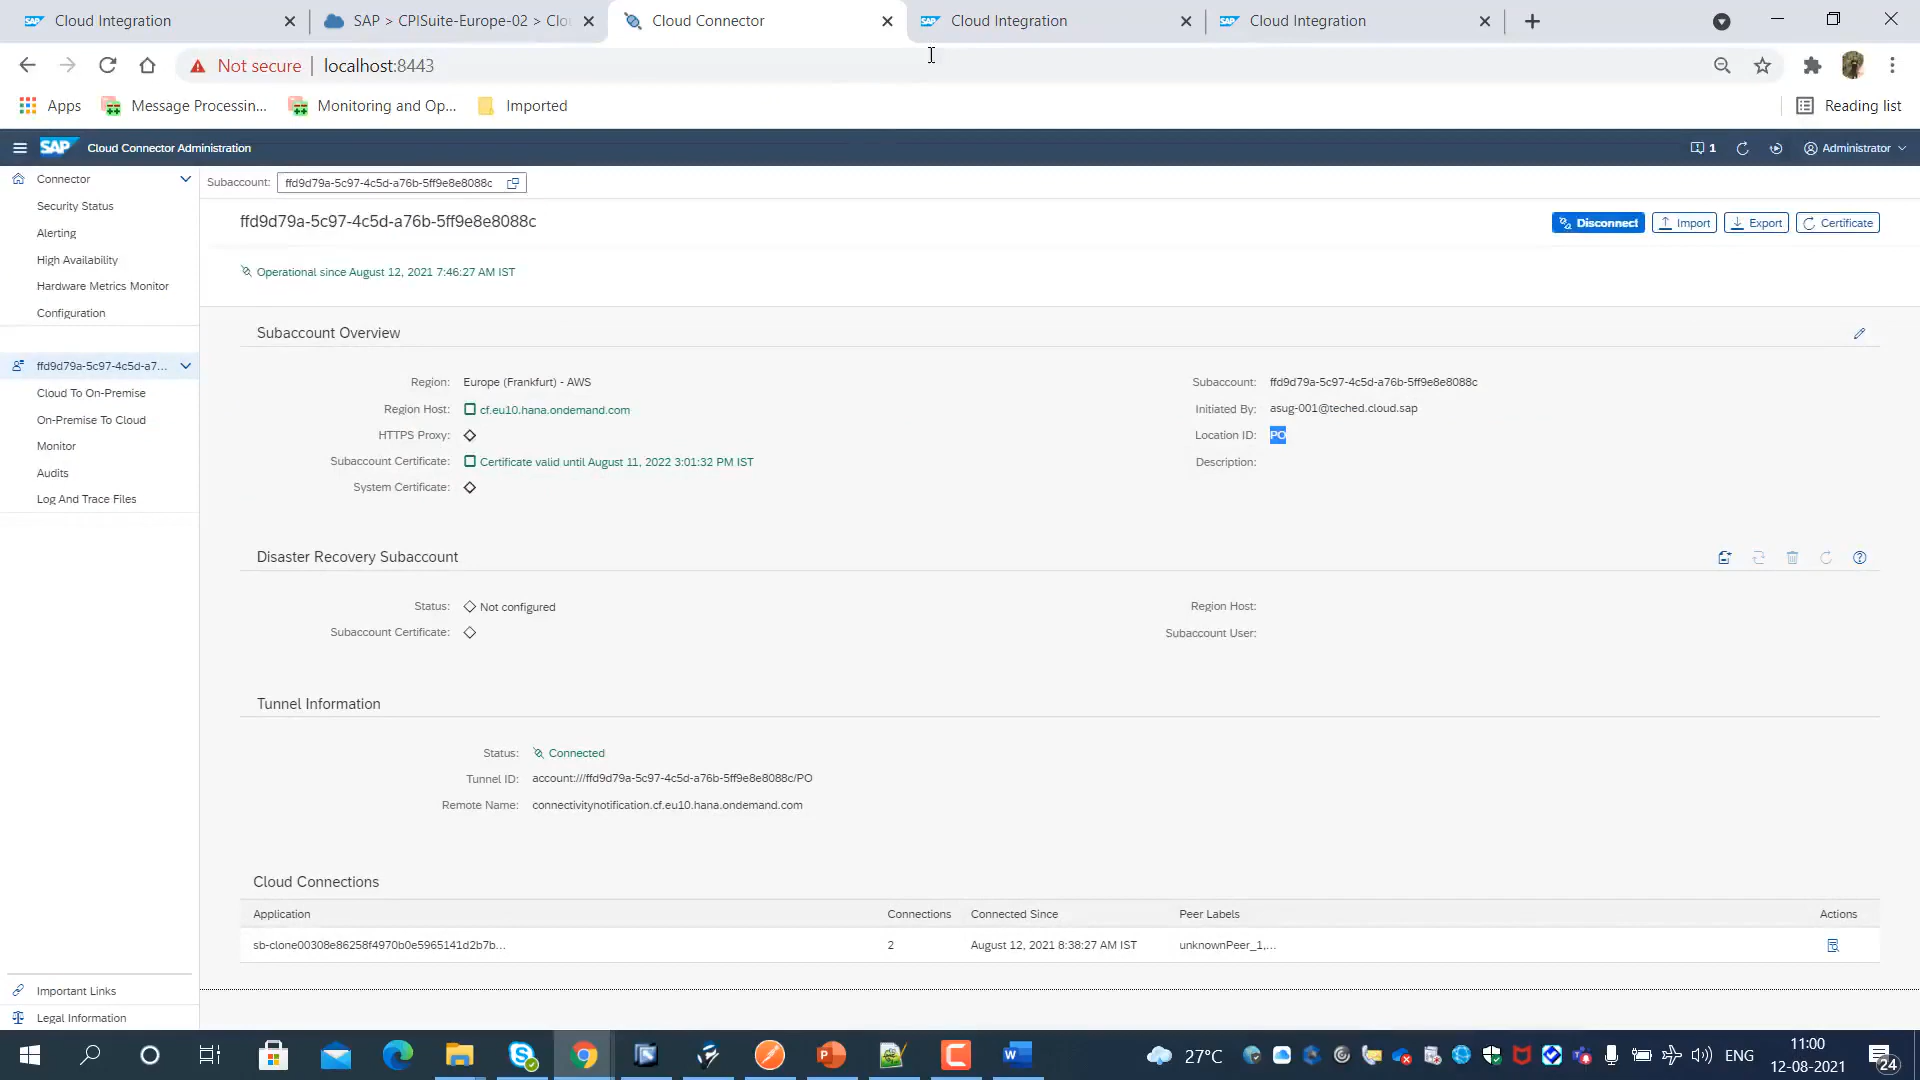 Cloud Integration
SAP > CPISuite-Europe-02 > Clo
Cloud Connector
Cloud Integration
Cloud Integration
Not secure
localhost:8443
Apps
Message Processin...
Monitoring and Op...
Imported
Reading list
SAP
Cloud Connector Administration
1
Administrator
Connector
Security Status
Alerting
High Availability
Hardware Metrics Monitor
Configuration
ffd9d79a-5c97-4c5d-a7...
Cloud To On-Premise
On-Premise To Cloud
Monitor
Audits
Log And Trace Files
Important Links
Legal Information
Subaccount: ffd9d79a-5c97-4c5d-a76b-5ff9e8e8088c
ffd9d79a-5c97-4c5d-a76b-5ff9e8e8088c
Disconnect
Import
Export
Certificate
Operational since August 12, 2021 7:46:27 AM IST
Subaccount Overview
Region: Europe (Frankfurt) - AWS
Region Host: cf.eu10.hana.ondemand.com
HTTPS Proxy:
Subaccount Certificate: Certificate valid until August 11, 2022 3:01:32 PM IST
System Certificate:
Subaccount: ffd9d79a-5c97-4c5d-a76b-5ff9e8e8088c
Initiated By: asug-001@teched.cloud.sap
Location ID: PO
Description:
Disaster Recovery Subaccount
Status: Not configured
Subaccount Certificate:
Region Host:
Subaccount User:
Tunnel Information
Status: Connected
Tunnel ID: account:///ffd9d79a-5c97-4c5d-a76b-5ff9e8e8088c/PO
Remote Name: connectivitynotification.cf.eu10.hana.ondemand.com
Cloud Connections
Application Connections Connected Since Peer Labels Actions
sb-clone00308e86258f4970b0e5965141d2b7b... 2 August 12, 2021 8:38:27 AM IST unknownPeer_1,...
27°C
ENG
11:00
12-08-2021
24